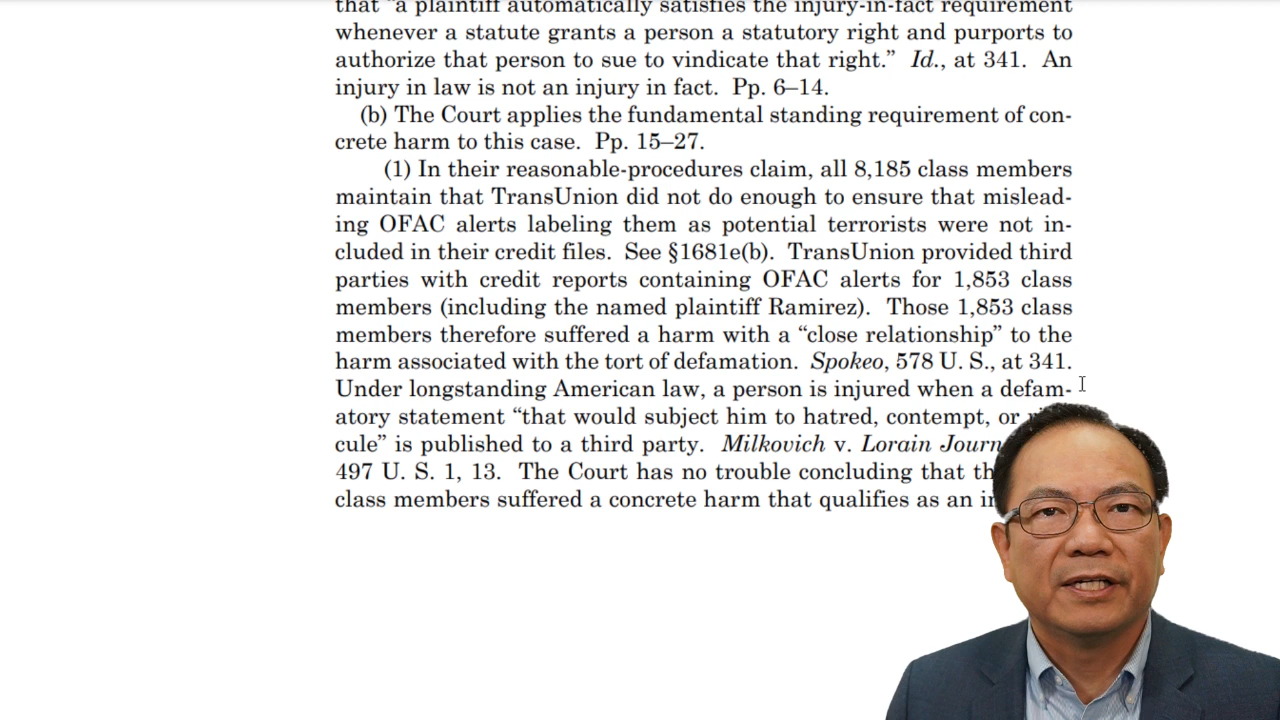 that “a plaintiff automatically satisfies the injury-in-fact requirement
whenever a statute grants a person a statutory right and purports to
authorize that person to sue to vindicate that right.” Id., at 341. An
injury in law is not an injury in fact. Pp. 6–14.
(b) The Court applies the fundamental standing requirement of con-
crete harm to this case. Pp. 15–27.
(1) In their reasonable-procedures claim, all 8,185 class members
maintain that TransUnion did not do enough to ensure that mislead-
ing OFAC alerts labeling them as potential terrorists were not in-
cluded in their credit files. See §1681e(b). TransUnion provided third
parties with credit reports containing OFAC alerts for 1,853 class
members (including the named plaintiff Ramirez). Those 1,853 class
members therefore suffered a harm with a “close relationship” to the
harm associated with the tort of defamation. Spokeo, 578 U. S., at 341.
Under longstanding American law, a person is injured when a defam-
atory statement “that would subject him to hatred, contempt, or
cule” is published to a third party. Milkovich v. Lorain
497 U. S. 1, 13. The Court has no trouble concluding that
class members suffered a concrete harm that qualifies as an